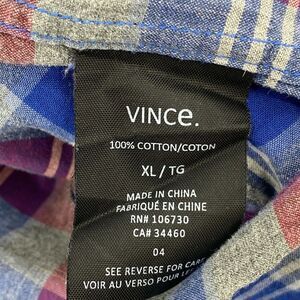 VINCE.
100% COTTON/COTON
XL / TG
MADE IN CHINA
FABRIQUÉ EN CHINE
RN# 106730
CA# 34460
04
SEE REVERSE FOR CARE
VOIR AU VERSO POUR